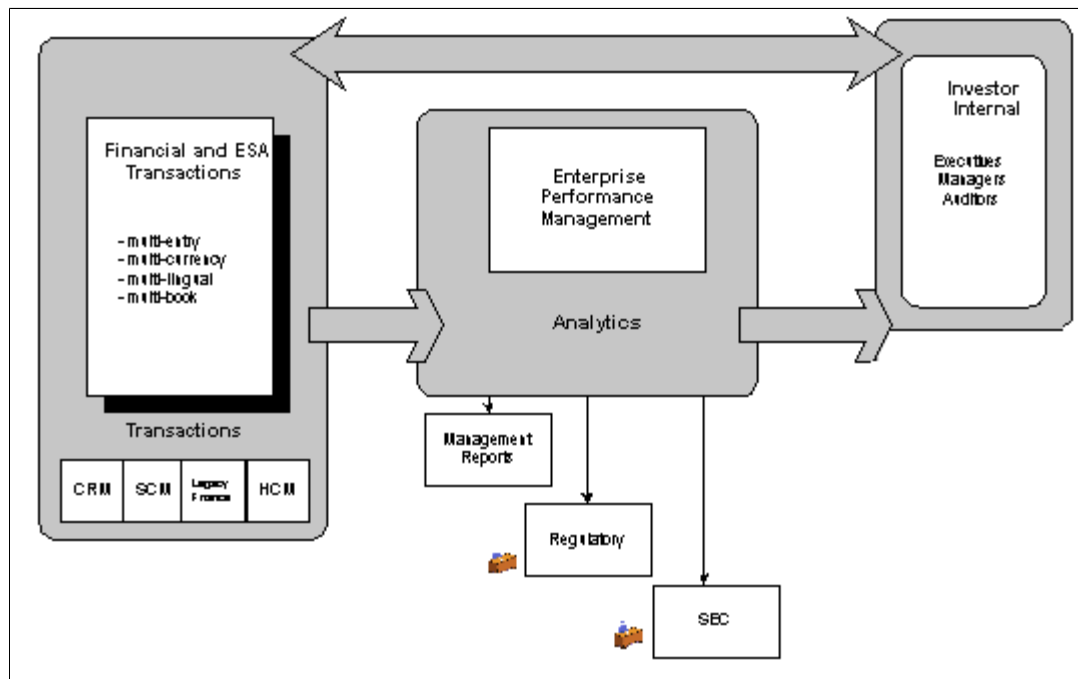 Financial and ESA
Transactions
- multi-entry
- multi-currency
- multi-lingual
- multi-book
Transactions
CRM
SCM
Legacy
Finance
HCM
Enterprise
Performance
Management
Analytics
Management
Reports
Regulatory
SEC
Investor
Internal
Executives
Managers
Auditors